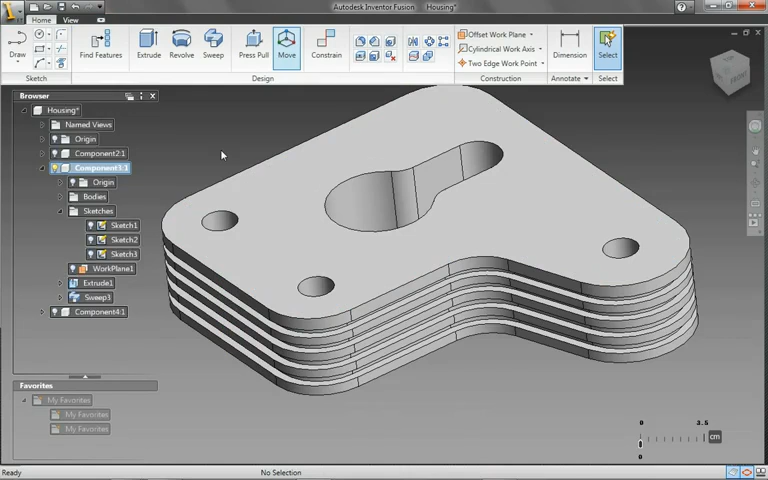 Autodesk Inventor Fusion Housing*
Home View
Draw Find Features Extrude Revolve Sweep Press Pull Move Constrain Offset Work Plane Cylindrical Work Axis Two Edge Work Point Dimension Select
Sketch Design Construction Annotate Select
Browser
Housing*
Named Views
Origin
Component2:1
Component3:1
Origin
Bodies
Sketches
Sketch1
Sketch2
Sketch3
WorkPlane1
Extrude1
Sweep3
Component4:1
Favorites
My Favorites
My Favorites
My Favorites
FRONT
0 3.5
cm
0
Ready No Selection